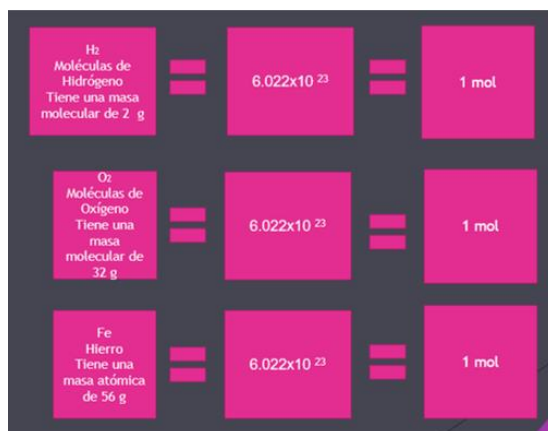 H₂
Moléculas de
Hidrógeno
Tiene una masa
molecular de 2 g
6.022x10 ²³
1 mol
O₂
Moléculas de
Oxígeno
Tiene una
masa
molecular de
32 g
6.022x10 ²³
1 mol
Fe
Hierro
Tiene una
masa atómica
de 56 g
6.022x10 ²³
1 mol